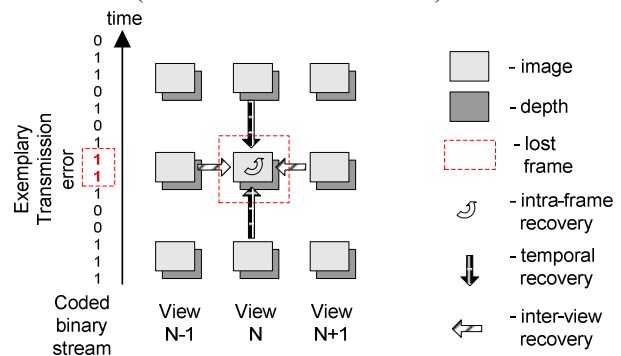 time
0
1
1
0
1
0
1
1
1
1
0
0
1
1
1
Exemplary
Transmission
error
Coded
binary
stream
View
N-1
View
N
View
N+1
- image
- depth
- lost
frame
- intra-frame
recovery
- temporal
recovery
- inter-view
recovery